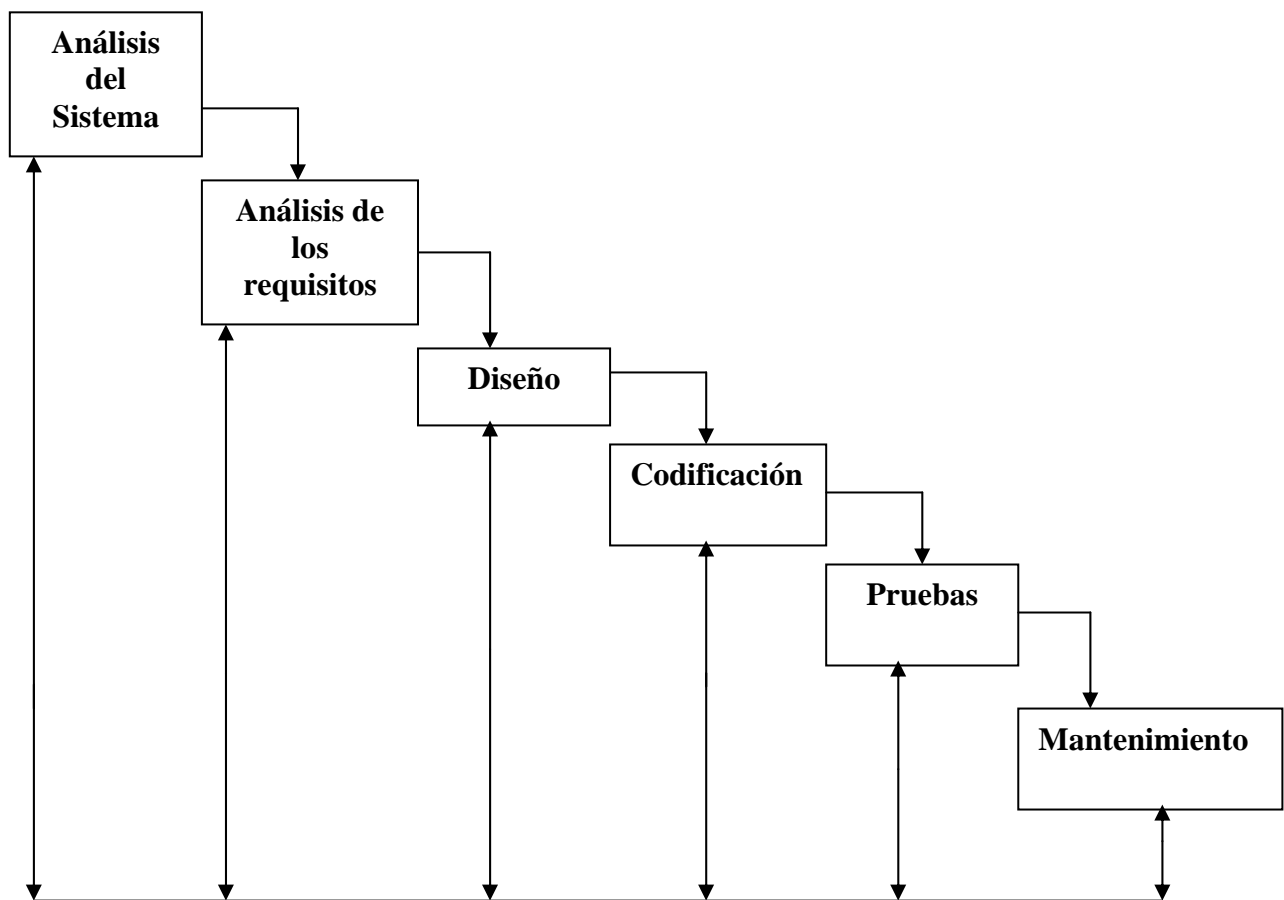 Análisis
del
Sistema
Análisis de
los
requisitos
Diseño
Codificación
Pruebas
Mantenimiento